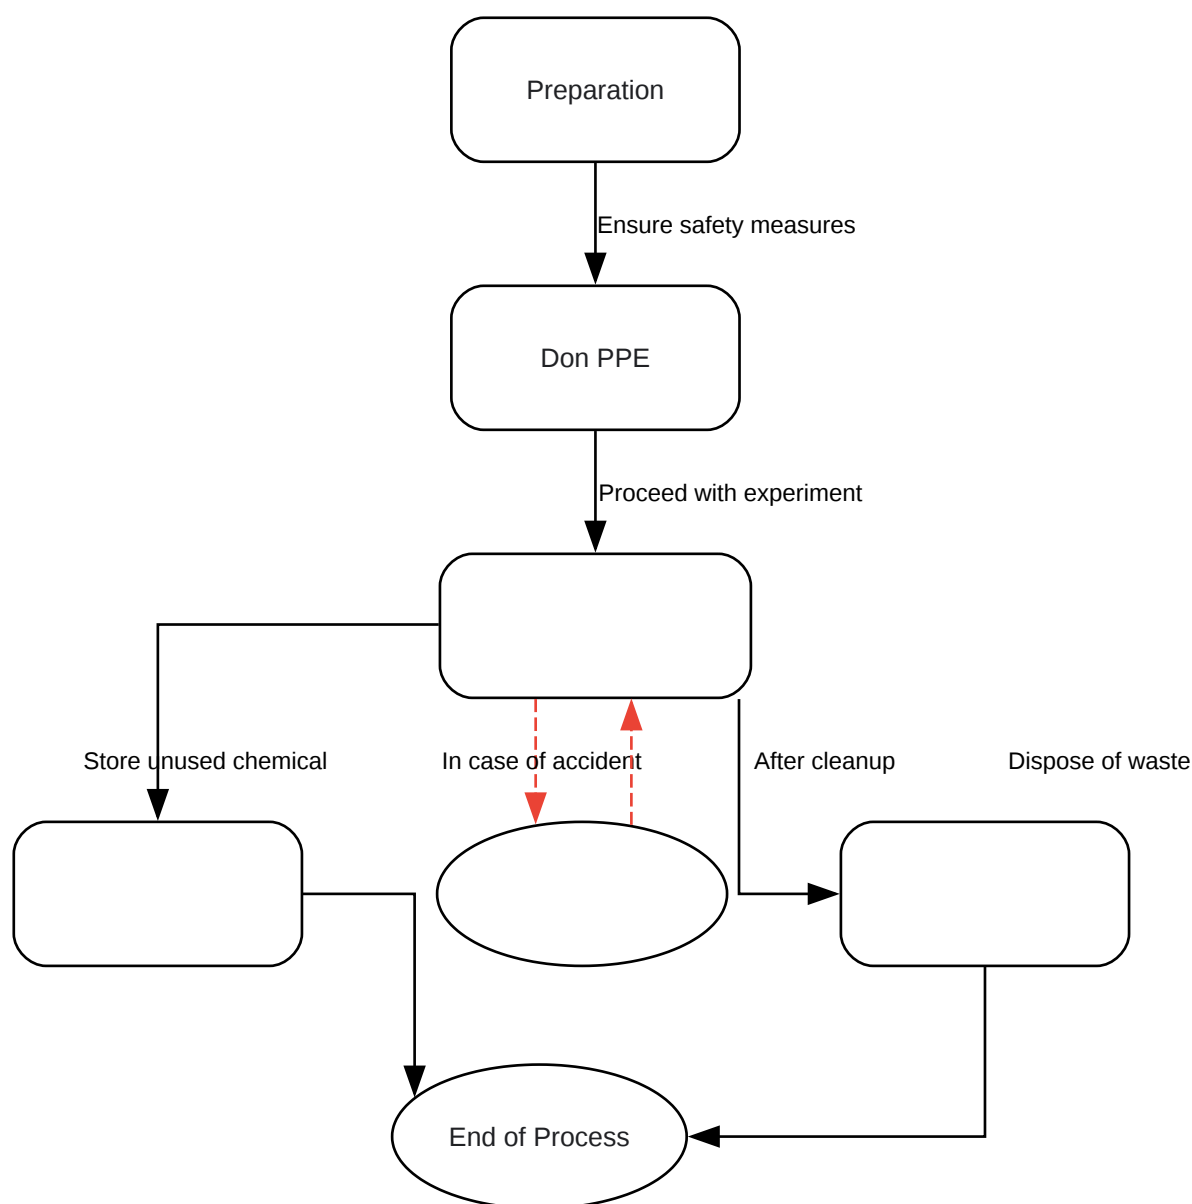 Preparation
Ensure safety measures
Don PPE
Proceed with experiment
Store unused chemical
In case of accident
After cleanup
Dispose of waste
End of Process